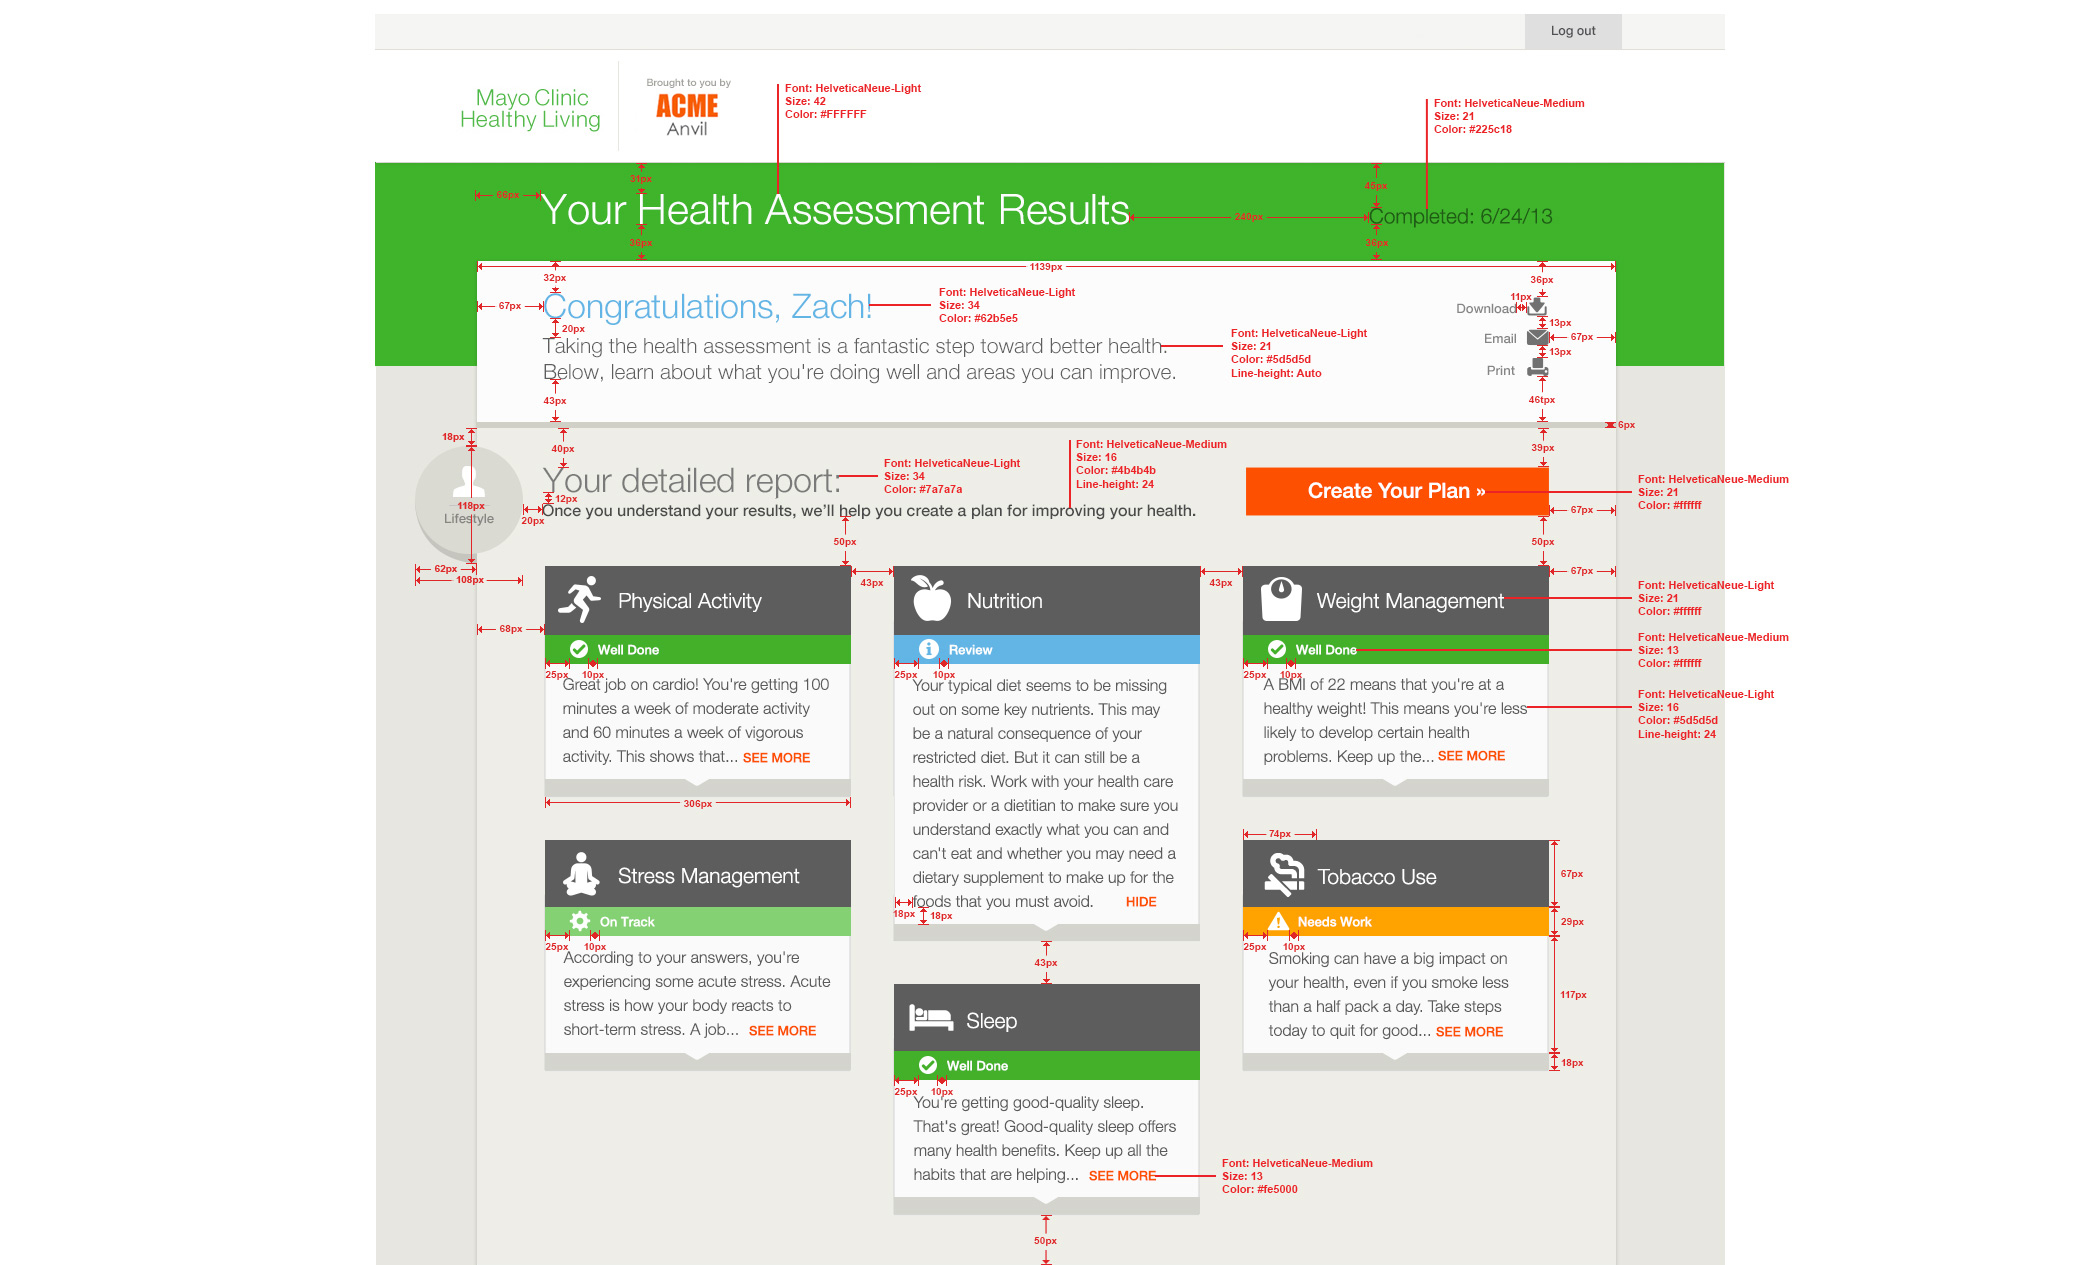 Log out
Mayo Clinic
Healthy Living
Brought to you by
ACME
Anvil
Font: HelveticaNeue-Light
Size: 42
Color: #FFFFFF
Font: HelveticaNeue-Medium
Size: 21
Color: #225c18
31px
45px
66px
Your Health Assessment Results
240px
Completed: 6/24/13
36px
36px
1139px
32px
36px
67px
Congratulations, Zach!
Font: HelveticaNeue-Light
Size: 34
Color: #62b5e5
11px
Download
20px
13px
Taking the health assessment is a fantastic step toward better health.
Below, learn about what you're doing well and areas you can improve.
Font: HelveticaNeue-Light
Size: 21
Color: #5d5d5d
Line-height: Auto
Email
67px
13px
Print
43px
46tpx
6px
18px
40px
39px
Font: HelveticaNeue-Medium
Size: 16
Color: #4b4b4b
Line-height: 24
Your detailed report:
Font: HelveticaNeue-Light
Size: 34
Color: #7a7a7a
Create Your Plan »
Font: HelveticaNeue-Medium
Size: 21
Color: #ffffff
118px
Lifestyle
12px
20px
Once you understand your results, we’ll help you create a plan for improving your health.
67px
50px
50px
62px
108px
43px
43px
67px
Physical Activity
Nutrition
Weight Management
Font: HelveticaNeue-Light
Size: 21
Color: #ffffff
68px
Well Done
Review
Well Done
Font: HelveticaNeue-Medium
Size: 13
Color: #ffffff
25px
10px
25px
10px
25px
10px
Great job on cardio! You're getting 100
minutes a week of moderate activity
and 60 minutes a week of vigorous
activity. This shows that... SEE MORE
306px
Your typical diet seems to be missing
out on some key nutrients. This may
be a natural consequence of your
restricted diet. But it can still be a
health risk. Work with your health care
provider or a dietitian to make sure you
understand exactly what you can and
can't eat and whether you may need a
dietary supplement to make up for the
foods that you must avoid. HIDE
18px
18px
A BMI of 22 means that you're at a
healthy weight! This means you're less
likely to develop certain health
problems. Keep up the... SEE MORE
Font: HelveticaNeue-Light
Size: 16
Color: #5d5d5d
Line-height: 24
74px
Stress Management
Tobacco Use
67px
On Track
Needs Work
29px
25px
10px
25px
10px
According to your answers, you're
experiencing some acute stress. Acute
stress is how your body reacts to
short-term stress. A job... SEE MORE
43px
Smoking can have a big impact on
your health, even if you smoke less
than a half pack a day. Take steps
today to quit for good... SEE MORE
117px
18px
Sleep
Well Done
25px
10px
You're getting good-quality sleep.
That's great! Good-quality sleep offers
many health benefits. Keep up all the
habits that are helping... SEE MORE
Font: HelveticaNeue-Medium
Size: 13
Color: #fe5000
50px